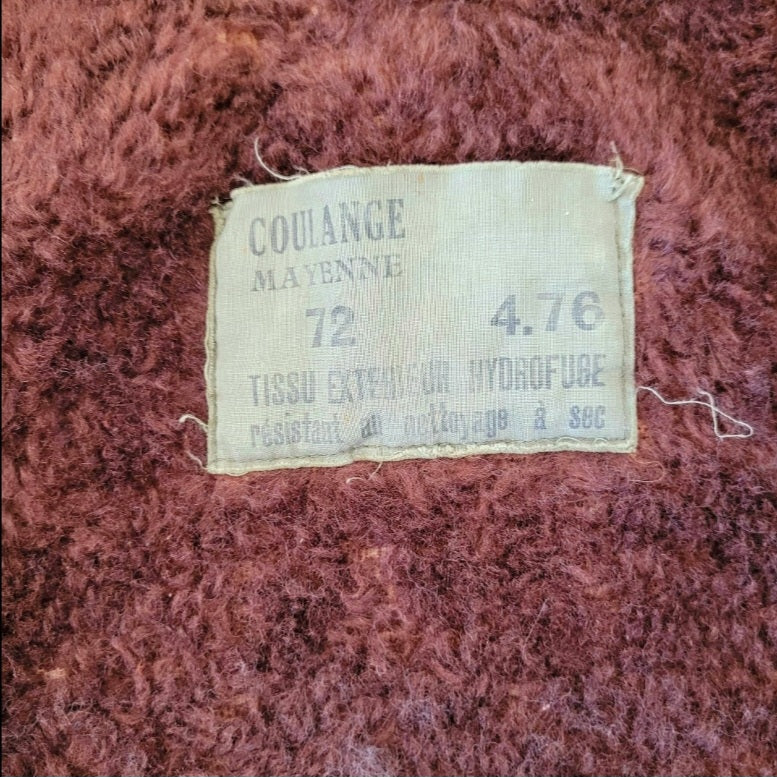 COULANGE
MAYENNE
72 4.76
TISSU EXTERIEUR HYDROFUGE
résistant au nettoyage à sec